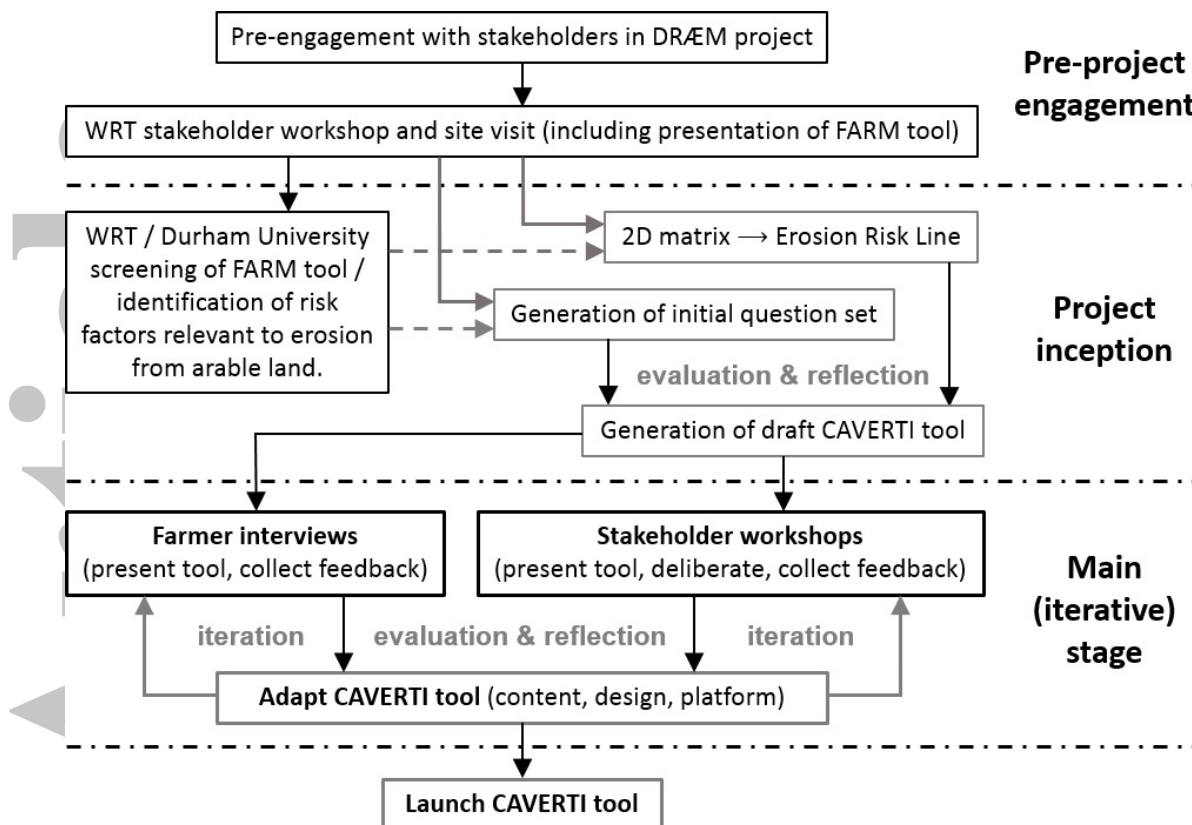 Pre-engagement with stakeholders in DRÆM project
Pre-project
engagement
WRT stakeholder workshop and site visit (including presentation of FARM tool)
WRT / Durham University
screening of FARM tool /
identification of risk
factors relevant to erosion
from arable land.
2D matrix → Erosion Risk Line
Generation of initial question set
Project
inception
evaluation & reflection
Generation of draft CAVERTI tool
Farmer interviews
(present tool, collect feedback)
Stakeholder workshops
(present tool, deliberate, collect feedback)
Main
(iterative)
stage
iteration
evaluation & reflection
iteration
Adapt CAVERTI tool (content, design, platform)
Launch CAVERTI tool